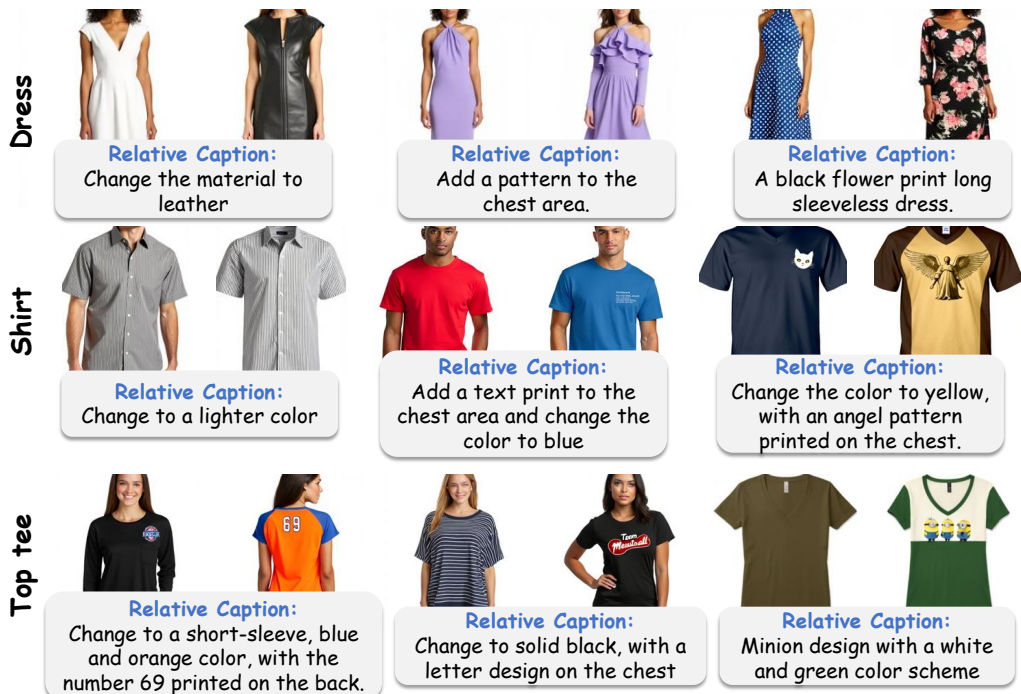 Dress
Relative Caption:
Change the material to
leather
Relative Caption:
Add a pattern to the
chest area.
Relative Caption:
A black flower print long
sleeveless dress.
Shirt
Relative Caption:
Change to a lighter color
Relative Caption:
Add a text print to the
chest area and change the
color to blue
Relative Caption:
Change the color to yellow,
with an angel pattern
printed on the chest.
Top tee
69
Team
Relative Caption:
Change to a short-sleeve, blue
and orange color, with the
number 69 printed on the back.
Relative Caption:
Change to solid black, with a
letter design on the chest
Relative Caption:
Minion design with a white
and green color scheme